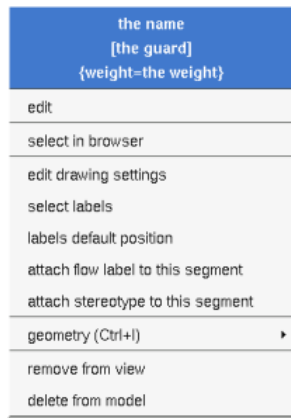 the name
[the guard]
{weight=the weight}
edit
select in browser
edit drawing settings
select labels
labels default position
attach flow label to this segment
attach stereotype to this segment
geometry (Ctrl+I)
remove from view
delete from model